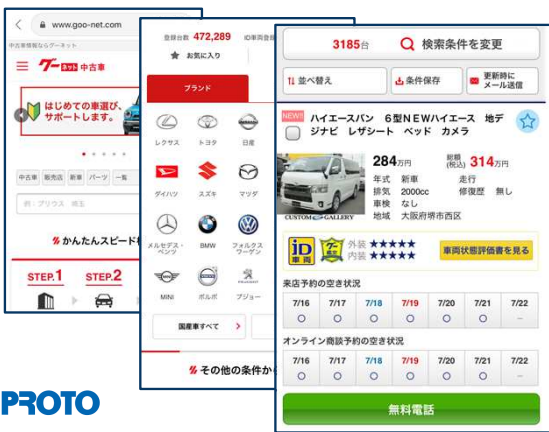 www.goo-net.com
中古車情報ならグーネット
グーネット 中古車
はじめての車選び、
サポートします。
中古車 販売店 新車 パーツ 一覧
例：プリウス 埼玉
かんたんスピード
STEP.1 STEP.2
登録台数 472,289 ID車両登録
お気に入り
ブランド
レクサス トヨタ 日産
ダイハツ スズキ マツダ
メルセデス・ベンツ BMW フォルクスワーゲン
MINI ボルボ プジョー
国産車すべて
その他の条件か
3185台 検索条件を変更
並べ替え 条件保存 更新時にメール送信
NEW!! ハイエースバン 6型NEWハイエース 地デ
ジナビ レザシート ベッド カメラ
284万円 総額(税込) 314万円
年式 新車 走行
排気 2000cc 修復歴 無し
車検 なし
地域 大阪府堺市西区
CUSTOM GALLERY
iD車両 グー鑑定 外装 ★★★★★ 内装 ★★★★★ 車両状態評価書を見る
来店予約の空き状況
7/16 7/17 7/18 7/19 7/20 7/21 7/22
○ ○ ○ ○ ○ ○ −
オンライン商談予約の空き状況
7/16 7/17 7/18 7/19 7/20 7/21 7/22
○ ○ ○ ○ ○ ○ −
無料電話
PROTO